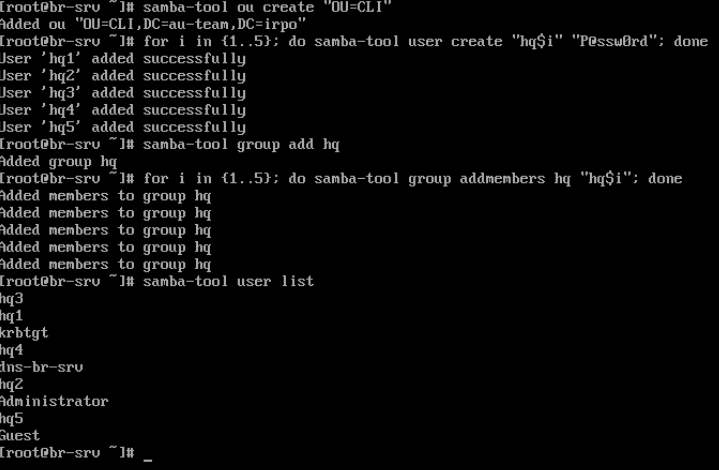 [root@br-srv ~]# samba-tool ou create "OU=CLI"
Added ou "OU=CLI,DC=au-team,DC=irpo"
[root@br-srv ~]# for i in {1..5}; do samba-tool user create "hq$i" "P@ssw0rd"; done
User 'hq1' added successfully
User 'hq2' added successfully
User 'hq3' added successfully
User 'hq4' added successfully
User 'hq5' added successfully
[root@br-srv ~]# samba-tool group add hq
Added group hq
[root@br-srv ~]# for i in {1..5}; do samba-tool group addmembers hq "hq$i"; done
Added members to group hq
Added members to group hq
Added members to group hq
Added members to group hq
Added members to group hq
[root@br-srv ~]# samba-tool user list
hq3
hq1
krbtgt
hq4
dns-br-srv
hq2
Administrator
hq5
Guest
[root@br-srv ~]# _